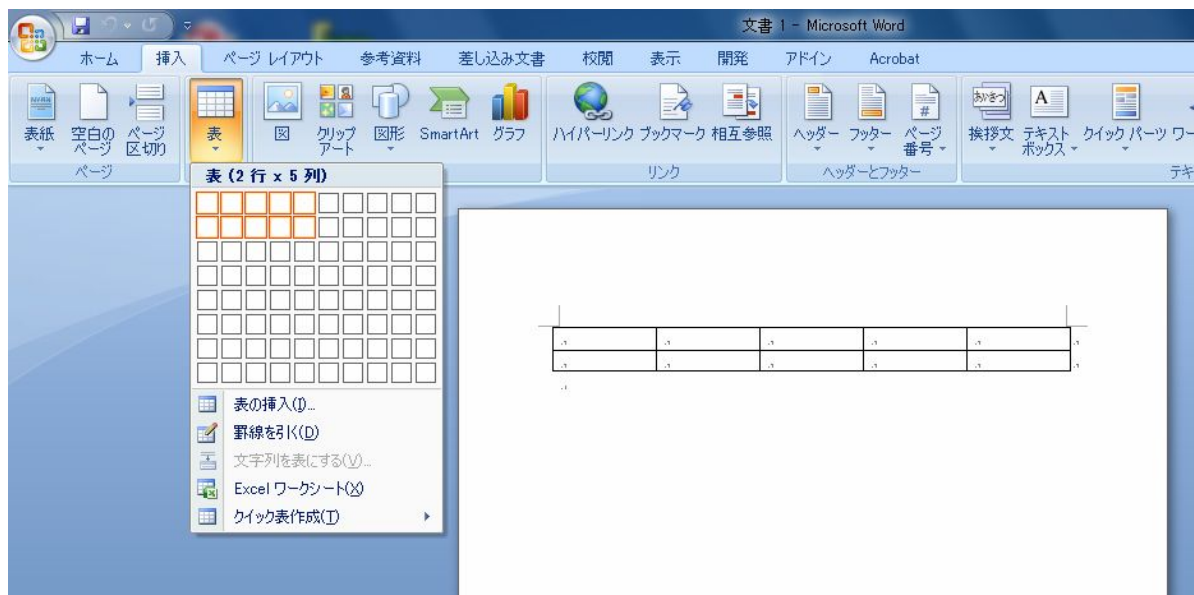 文書 1 - Microsoft Word
ホーム 挿入 ページ レイアウト 参考資料 差し込み文書 校閲 表示 開発 アドイン Acrobat
表紙 空白の ページ 表 図 クリップ 図形 SmartArt グラフ ハイパーリンク ブックマーク 相互参照 ヘッダー フッター ページ 挨拶文 テキスト クイック パーツ ワー
ページ 区切り アート 番号 ボックス
ページ リンク ヘッダーとフッター テキ
表 (2 行 x 5 列)
表の挿入(I)...
罫線を引く(D)
文字列を表にする(V)...
Excel ワークシート(X)
クイック表作成(T)